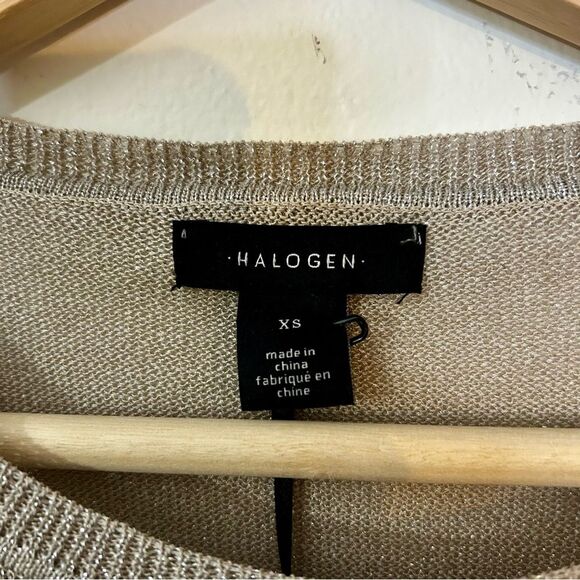 ·HALOGEN·
XS
made in
china
fabriqué en
chine